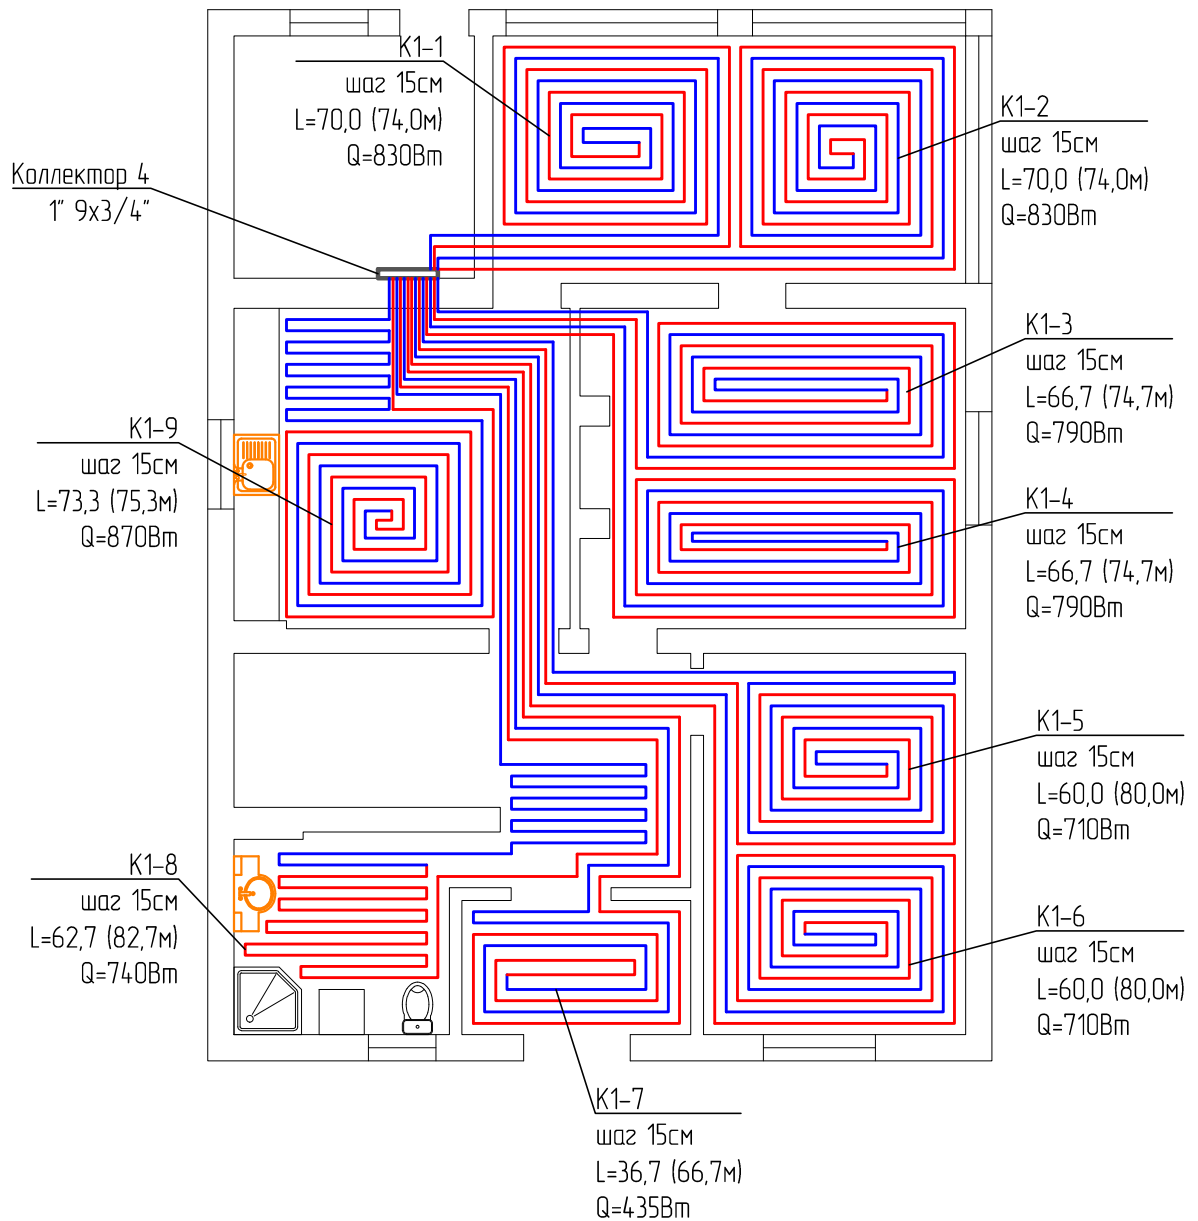 К1-1
шаг 15см
L=70,0 (74,0м)
Q=830Вт
К1-2
шаг 15см
L=70,0 (74,0м)
Q=830Вт
Коллектор 4
1" 9x3/4"
К1-3
шаг 15см
L=66,7 (74,7м)
Q=790Вт
К1-9
шаг 15см
L=73,3 (75,3м)
Q=870Вт
К1-4
шаг 15см
L=66,7 (74,7м)
Q=790Вт
К1-5
шаг 15см
L=60,0 (80,0м)
Q=710Вт
К1-8
шаг 15см
L=62,7 (82,7м)
Q=740Вт
К1-6
шаг 15см
L=60,0 (80,0м)
Q=710Вт
К1-7
шаг 15см
L=36,7 (66,7м)
Q=435Вт